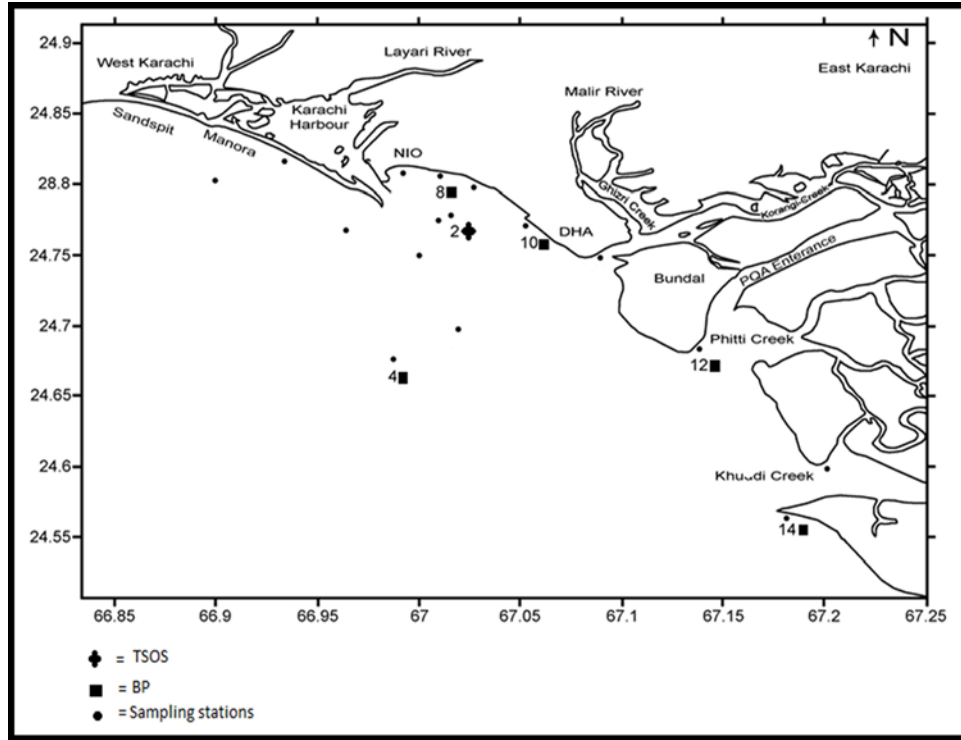 24.9
N
Layari River
West Karachi
East Karachi
24.85
Malir River
Karachi
Harbour
Sandspit
Manora
NIO
28.8
8
Ghizri Creek
Korangi-Creek
2
10
DHA
24.75
Bundal
PQA Enterance
24.7
Phitti Creek
12
4
24.65
24.6
Creek
24.55
14
66.85
66.9
66.95
67
67.05
67.1
67.15
67.2
67.25
= TSOS
= BP
= Sampling stations